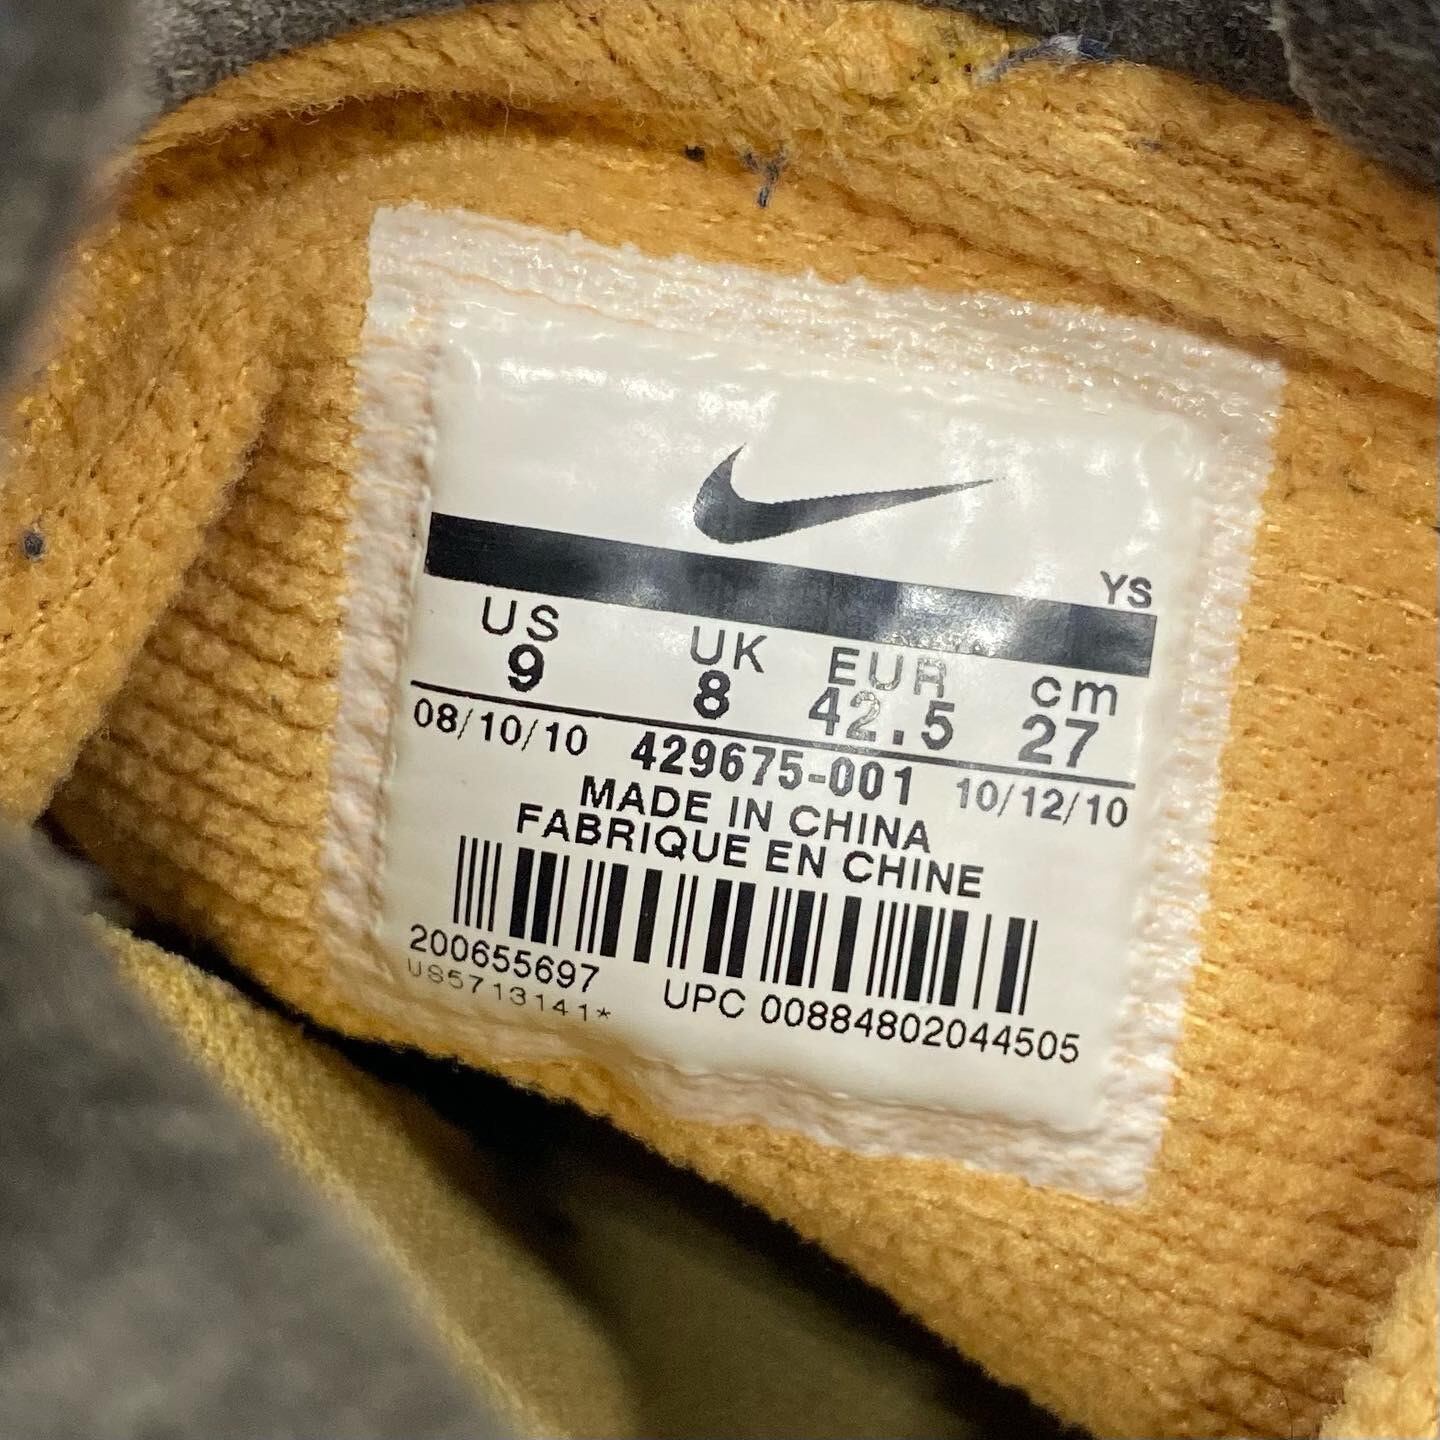 YS
US UK EUR cm
9 8 42.5 27
08/10/10 429675-001 10/12/10
MADE IN CHINA
FABRIQUE EN CHINE
200655697 UPC 00884802044505
US5713141*